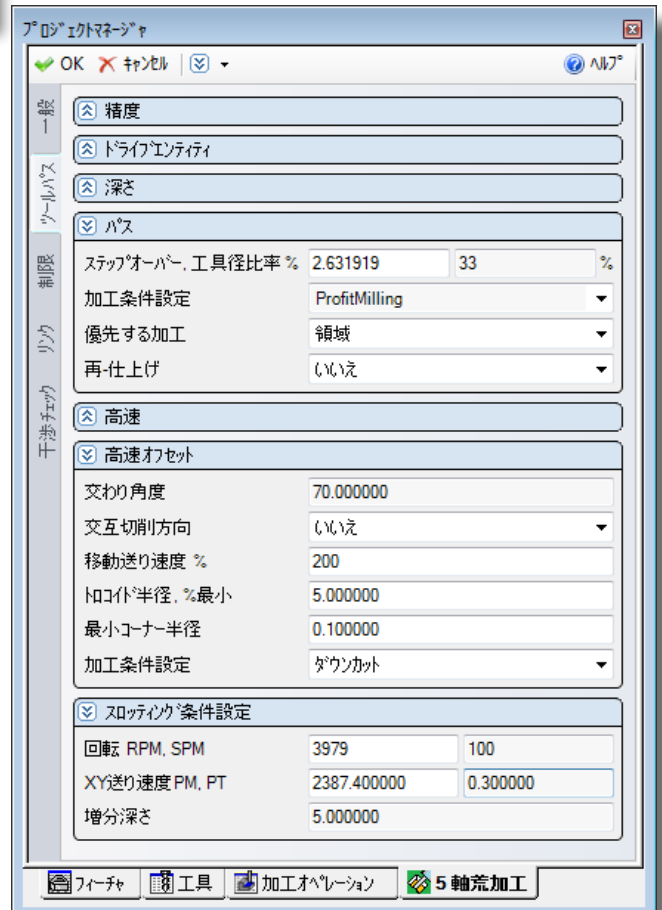 プロジェクトマネージャ
OK キャンセル ヘルプ
一般
ツールパス
制限
リンク
干渉チェック
精度
ドライブエンティティ
深さ
パス
ステップオーバー, 工具径比率 % 2.631919 33 %
加工条件設定 ProfitMilling
優先する加工 領域
再-仕上げ いいえ
高速
高速オフセット
交わり角度 70.000000
交互切削方向 いいえ
移動送り速度 % 200
トロコイド半径, %最小 5.000000
最小コーナー半径 0.100000
加工条件設定 ダウンカット
スロッティング条件設定
回転 RPM, SPM 3979 100
XY送り速度 PM, PT 2387.400000 0.300000
増分深さ 5.000000
フィーチャ 工具 加工オペレーション 5 軸荒加工